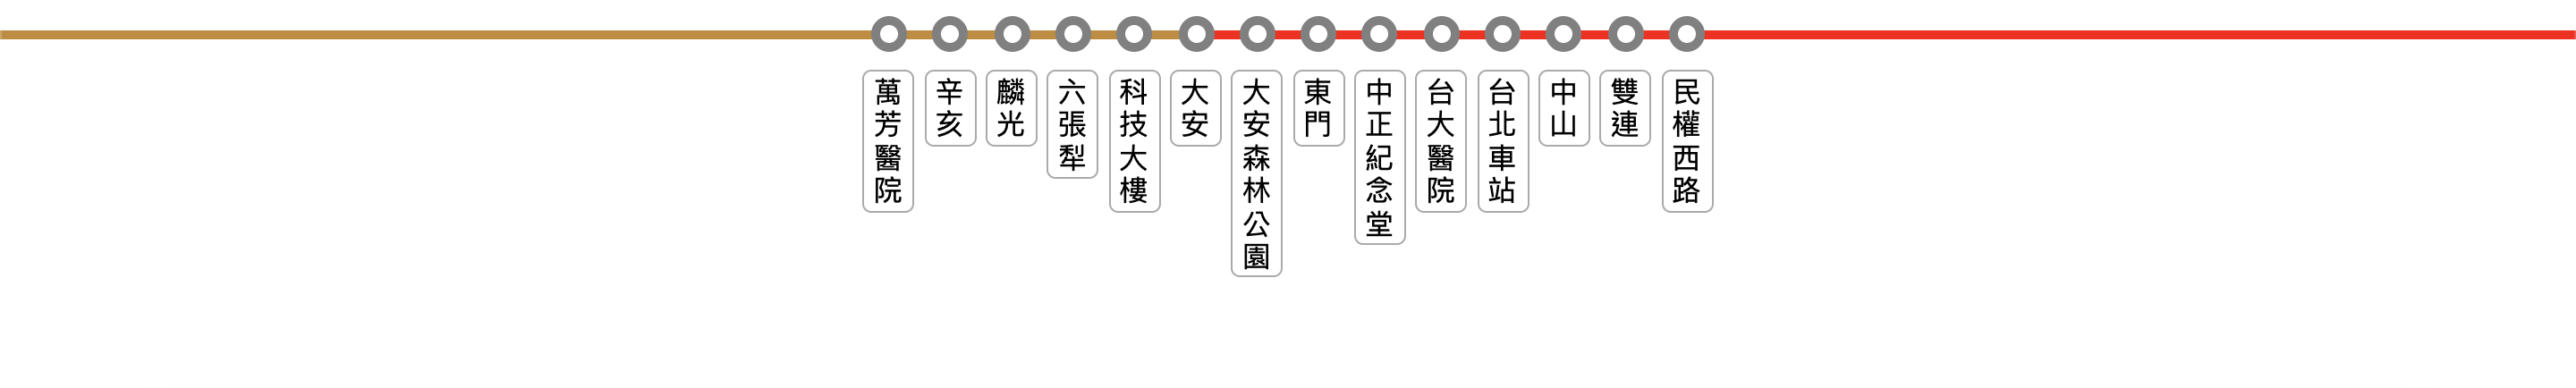 萬芳醫院
辛亥
麟光
六張犁
科技大樓
大安
大安森林公園
東門
中正紀念堂
台大醫院
台北車站
中山
雙連
民權西路